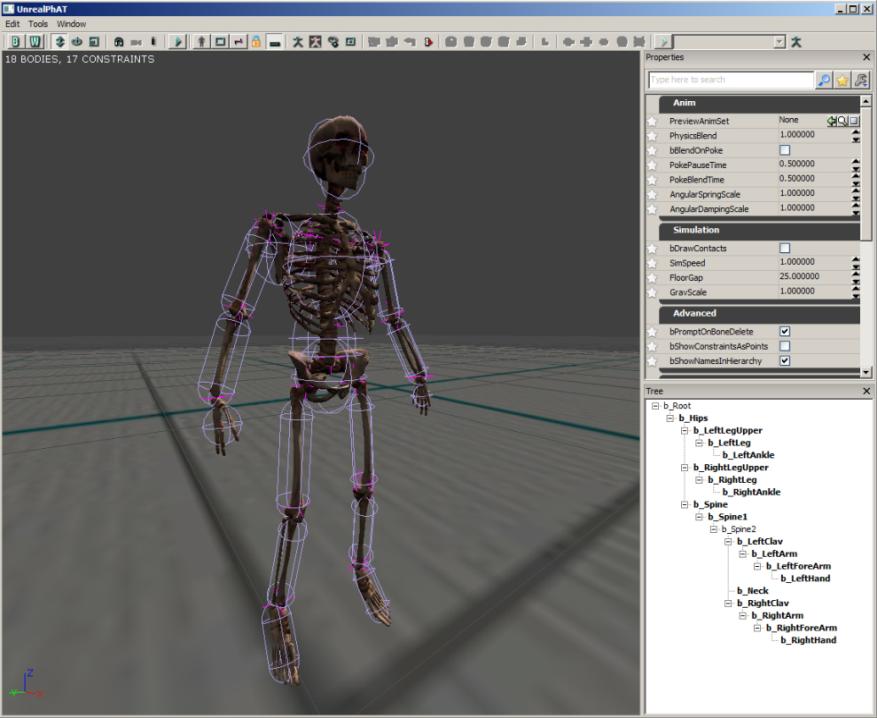 UnrealPhAT
Edit Tools Window
B W
18 BODIES, 17 CONSTRAINTS
Z
Y
X
Properties
Type here to search
Anim
PreviewAnimSet None
PhysicsBlend 1.000000
bBlendOnPoke
PokePauseTime 0.500000
PokeBlendTime 0.500000
AngularSpringScale 1.000000
AngularDampingScale 1.000000
Simulation
bDrawContacts
SimSpeed 1.000000
FloorGap 25.000000
GravScale 1.000000
Advanced
bPromptOnBoneDelete
bShowConstraintsAsPoints
bShowNamesInHierarchy
Tree
b_Root
b_Hips
b_LeftLegUpper
b_LeftLeg
b_LeftAnkle
b_RightLegUpper
b_RightLeg
b_RightAnkle
b_Spine
b_Spine1
b_Spine2
b_LeftClav
b_LeftArm
b_LeftForeArm
b_LeftHand
b_Neck
b_RightClav
b_RightArm
b_RightForeArm
b_RightHand